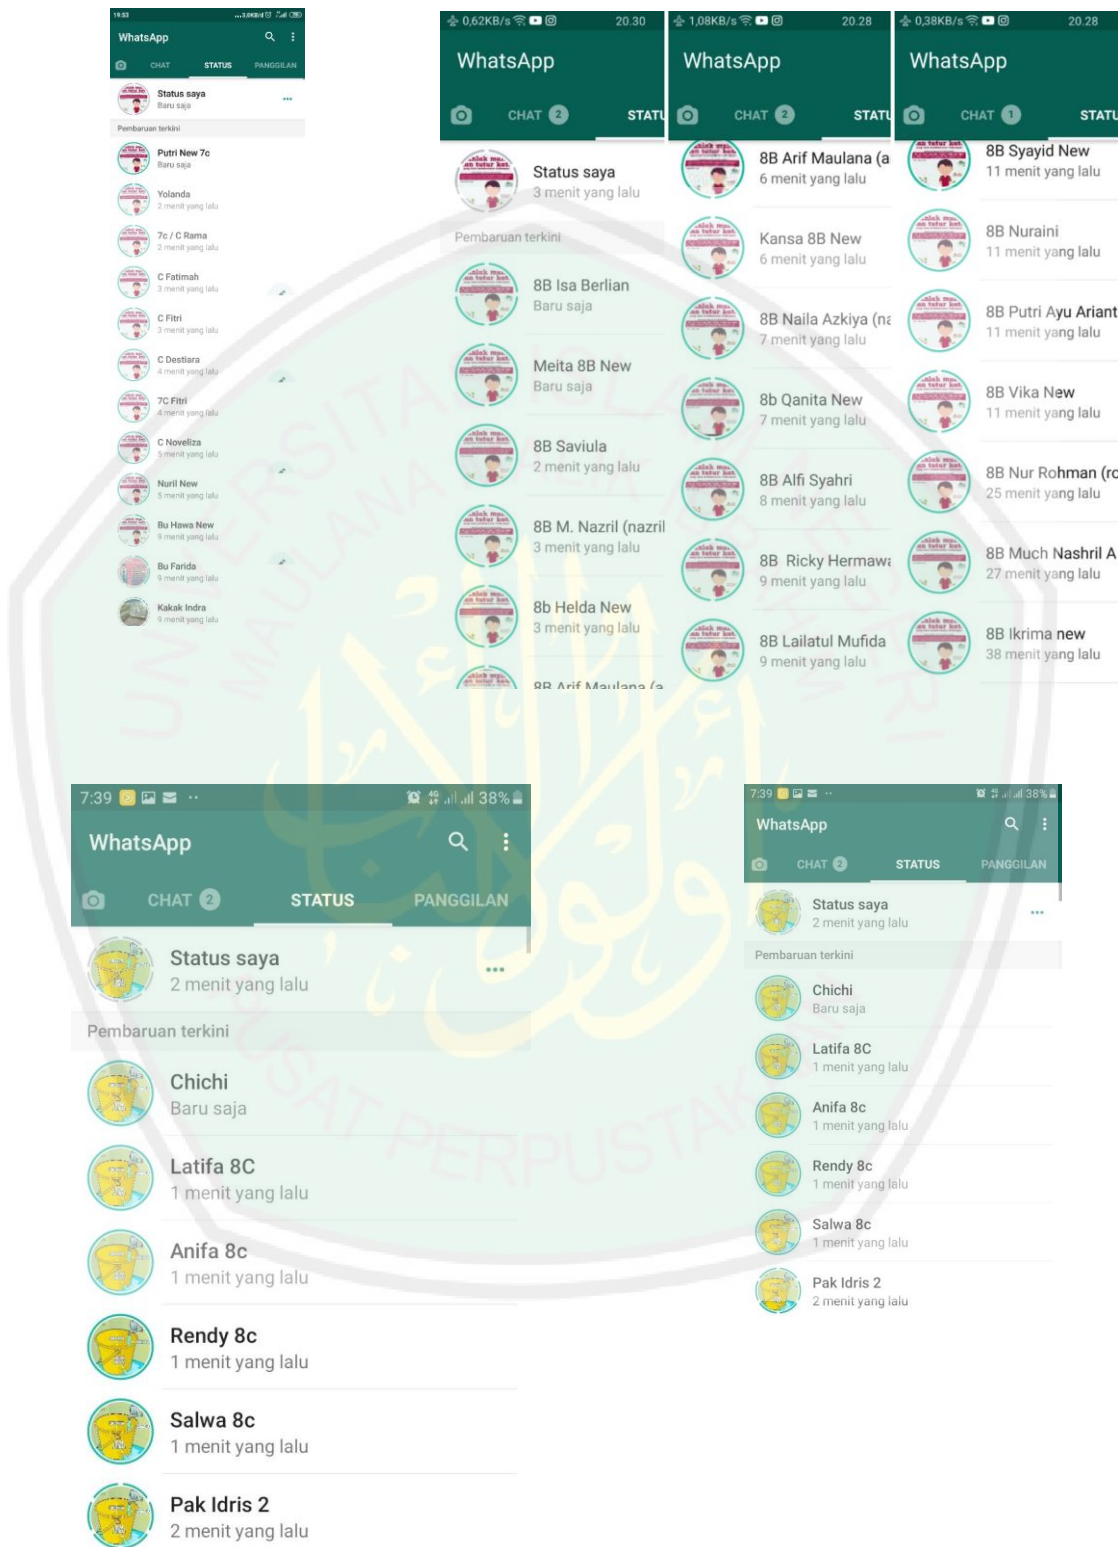 19:53
WhatsApp
CHAT STATUS PANGGILAN
Status saya
Baru saja
Pembaruan terkini
Putri New 7c
Baru saja
Yolanda
2 menit yang lalu
7c / C Rama
2 menit yang lalu
C Fatimah
3 menit yang lalu
C Fitri
3 menit yang lalu
C Destiara
4 menit yang lalu
7C Fitri
4 menit yang lalu
C Noveliza
5 menit yang lalu
Nuril New
5 menit yang lalu
Bu Hawa New
9 menit yang lalu
Bu Farida
9 menit yang lalu
Kakak Indra
9 menit yang lalu
0,62KB/s 20.30
WhatsApp
CHAT 2 STATU
Status saya
3 menit yang lalu
Pembaruan terkini
8B Isa Berlian
Baru saja
Meita 8B New
Baru saja
8B Saviula
2 menit yang lalu
8B M. Nazril (nazril
3 menit yang lalu
8b Helda New
3 menit yang lalu
8B Arif Maulana (a
1,08KB/s 20.28
WhatsApp
CHAT 2 STATU
8B Arif Maulana (a
6 menit yang lalu
Kansa 8B New
6 menit yang lalu
8B Naila Azkiya (na
7 menit yang lalu
8b Qanita New
7 menit yang lalu
8B Alfi Syahri
8 menit yang lalu
8B Ricky Hermawa
9 menit yang lalu
8B Lailatul Mufida
9 menit yang lalu
0,38KB/s 20.28
WhatsApp
CHAT 1 STATU
8B Syayid New
11 menit yang lalu
8B Nuraini
11 menit yang lalu
8B Putri Ayu Ariant
11 menit yang lalu
8B Vika New
11 menit yang lalu
8B Nur Rohman (ro
25 menit yang lalu
8B Much Nashril A
27 menit yang lalu
8B Ikrima new
38 menit yang lalu
7:39 4G 38%
WhatsApp
CHAT 2 STATUS PANGGILAN
Status saya
2 menit yang lalu
Pembaruan terkini
Chichi
Baru saja
Latifa 8C
1 menit yang lalu
Anifa 8c
1 menit yang lalu
Rendy 8c
1 menit yang lalu
Salwa 8c
1 menit yang lalu
Pak Idris 2
2 menit yang lalu
7:39 38%
WhatsApp
CHAT 2 STATUS PANGGILAN
Status saya
2 menit yang lalu
Pembaruan terkini
Chichi
Baru saja
Latifa 8C
1 menit yang lalu
Anifa 8c
1 menit yang lalu
Rendy 8c
1 menit yang lalu
Salwa 8c
1 menit yang lalu
Pak Idris 2
2 menit yang lalu
PUSAT PERPUSTAKAAN